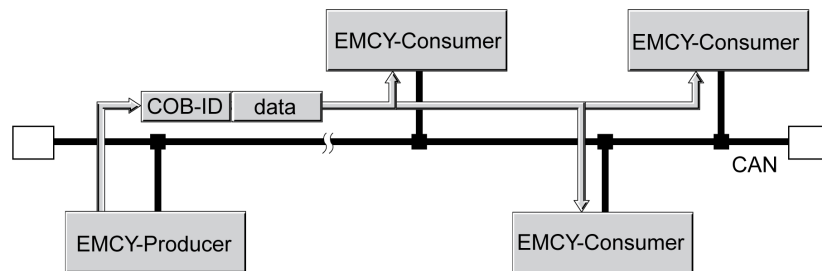 EMCY-Consumer
EMCY-Consumer
COB-ID data
CAN
EMCY-Producer
EMCY-Consumer